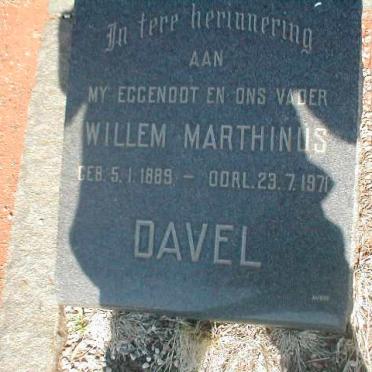 In tere herinnering
AAN
MY EGGENOOT EN ONS VADER
WILLEM MARTHINUS
GEB. 5. 1. 1889 - OORL. 23. 7. 1971
DAVEL